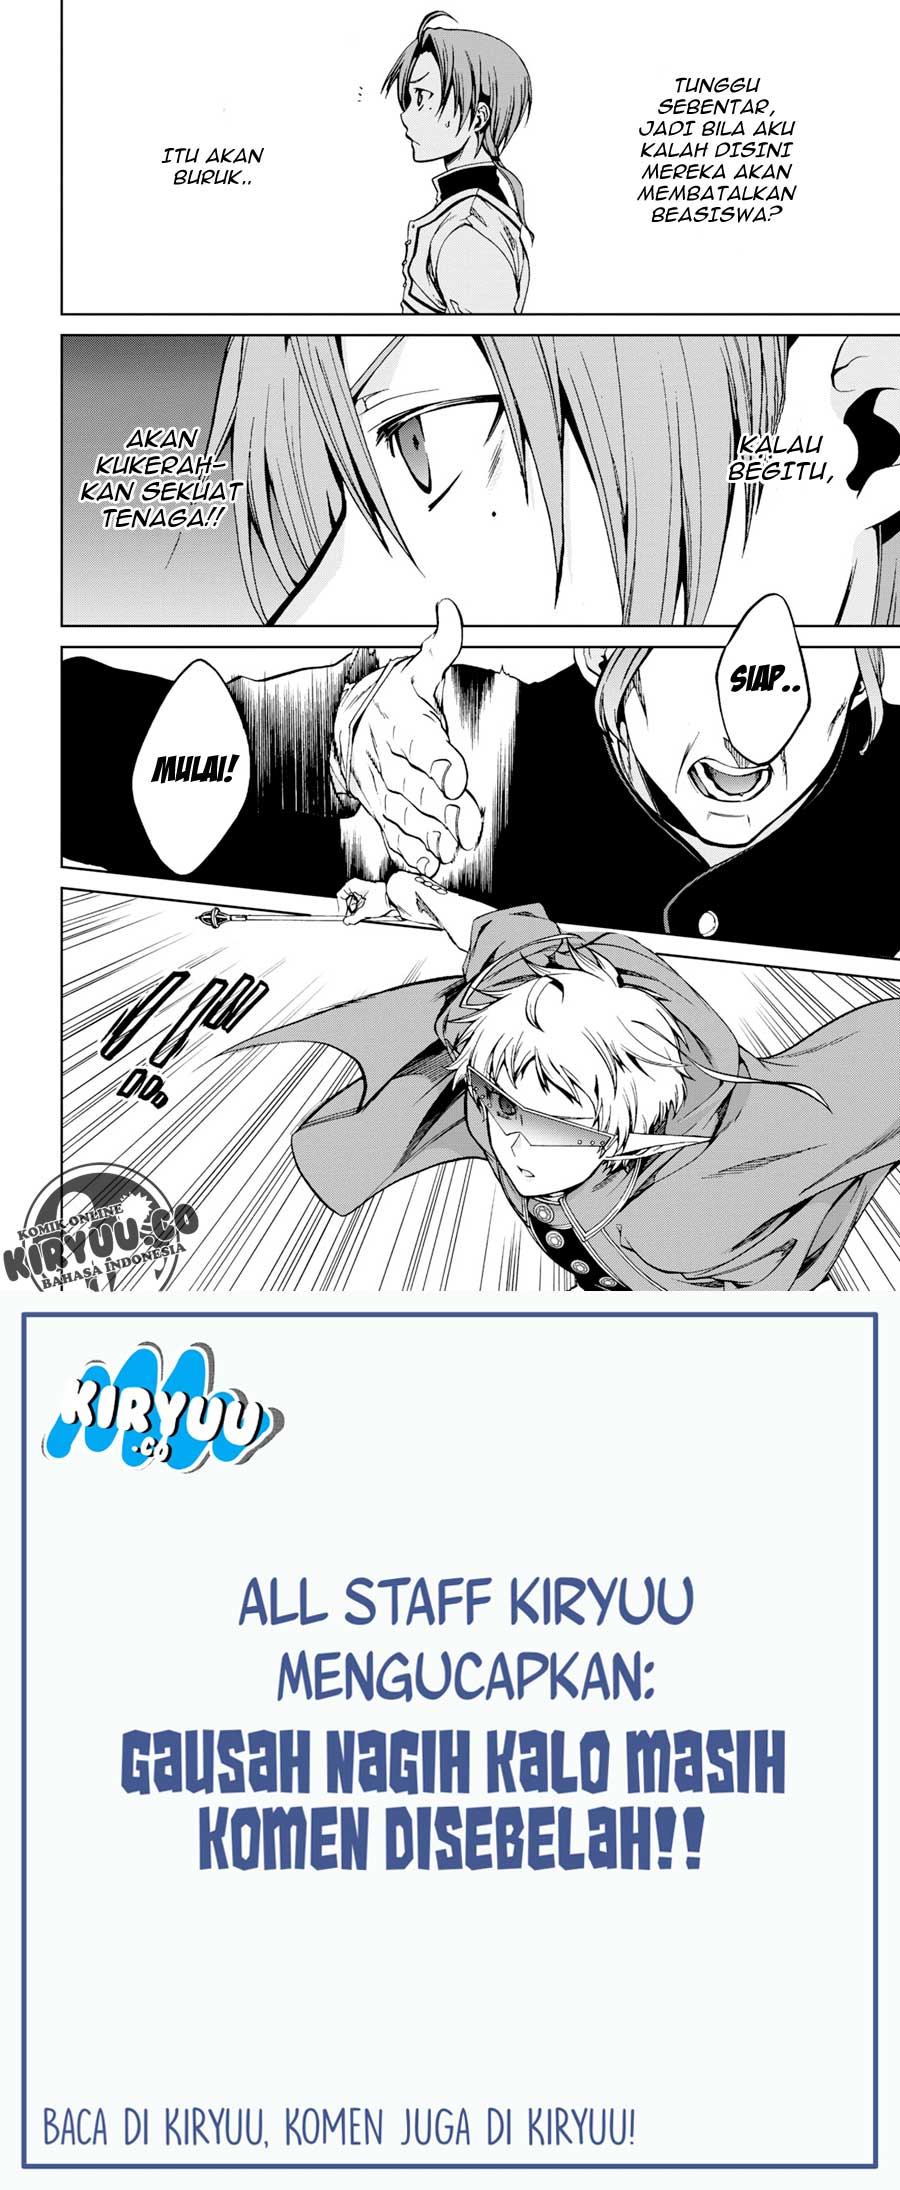 TUNGGU
SEBENTAR,
JADI BILA AKU
KALAH DISINI
MEREKA AKAN
MEMBATALKAN
BEASISWA?
ITU AKAN
BURUK..
KALAU
BEGITU,
AKAN
KUKERAH-
KAN SEKUAT
TENAGA!!
SIAP..
MULAI!
KOMIK ONLINE
KIRYUU.CO
BAHASA INDONESIA
KIRYUU
.CO
ALL STAFF KIRYUU
MENGUCAPKAN:
GAUSAH NAGIH KALO MASIH
KOMEN DISEBELAH!!
BACA DI KIRYUU, KOMEN JUGA DI KIRYUU!